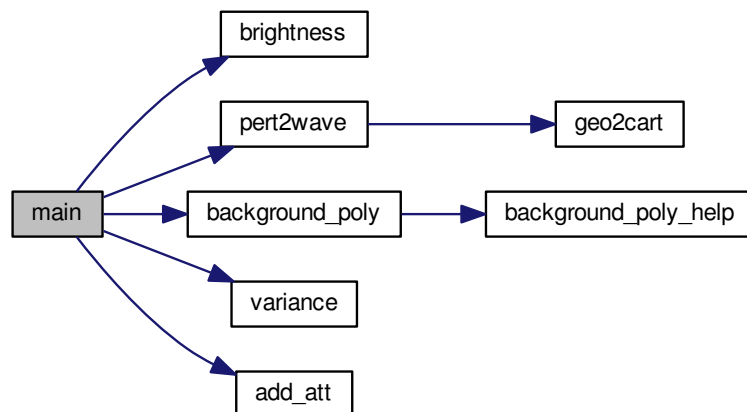 brightness
pert2wave
geo2cart
main
background_poly
background_poly_help
variance
add_att